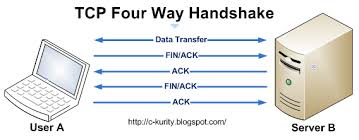 TCP Four Way Handshake
Data Transfer
FIN/ACK
ACK
FIN/ACK
ACK
User A
http://c-kurity.blogspot.com/
Server B